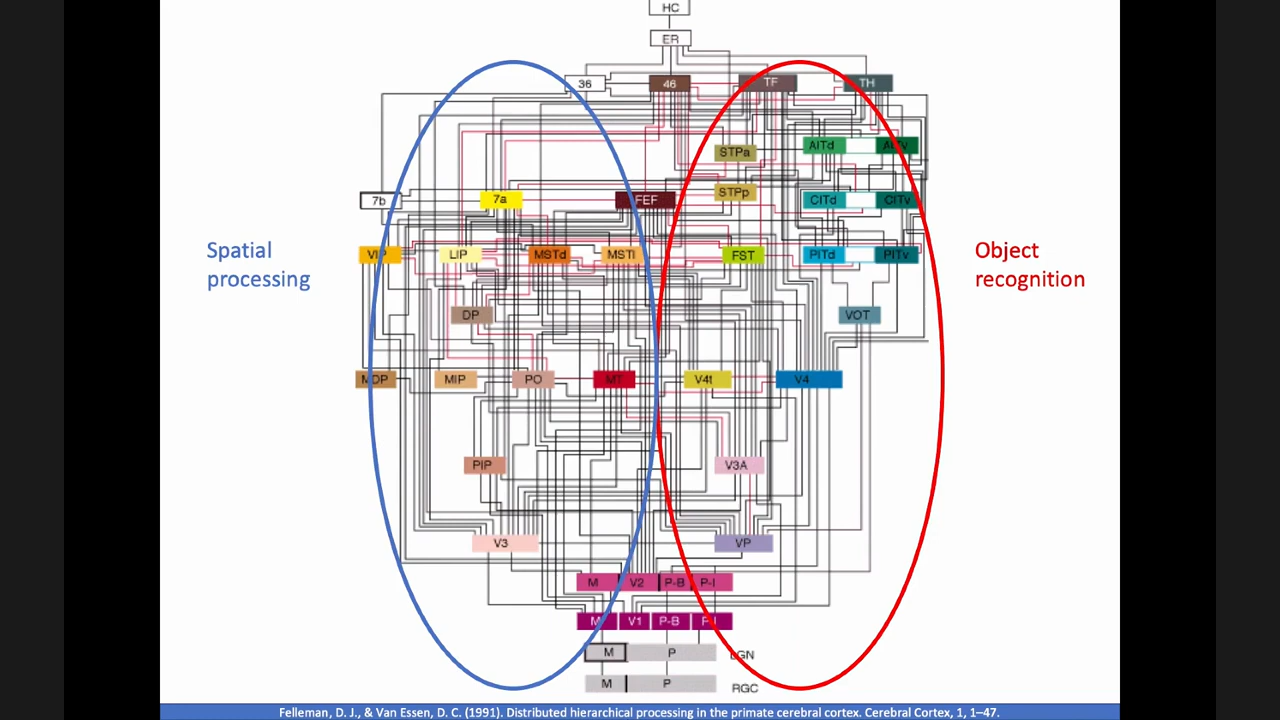 HC
ER
36
46
TF
TH
STPa
AITd
AITv
7b
7a
FEF
STPp
CITd
CITv
Spatial
processing
VIP
LIP
MSTd
MSTl
FST
PITd
PITv
Object
recognition
DP
VOT
MDP
MIP
PO
MT
V4t
V4
PIP
V3A
V3
VP
M V2 P-B P-I
M V1 P-B P-I
M P LGN
M P RGC
Felleman, D. J., & Van Essen, D. C. (1991). Distributed hierarchical processing in the primate cerebral cortex. Cerebral Cortex, 1, 1–47.